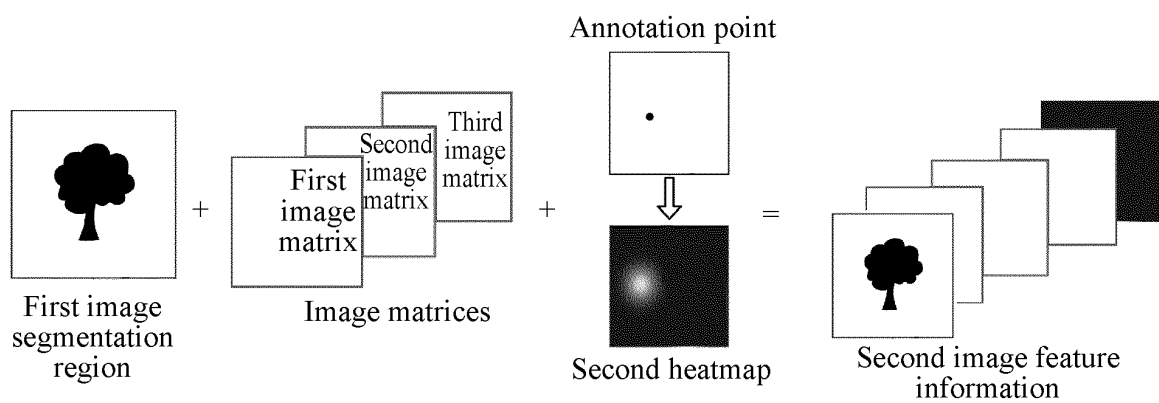 Annotation point
First
image
matrix
Second
image
matrix
Third
image
matrix
+
+
=
First image
segmentation
region
Image matrices
Second heatmap
Second image feature
information